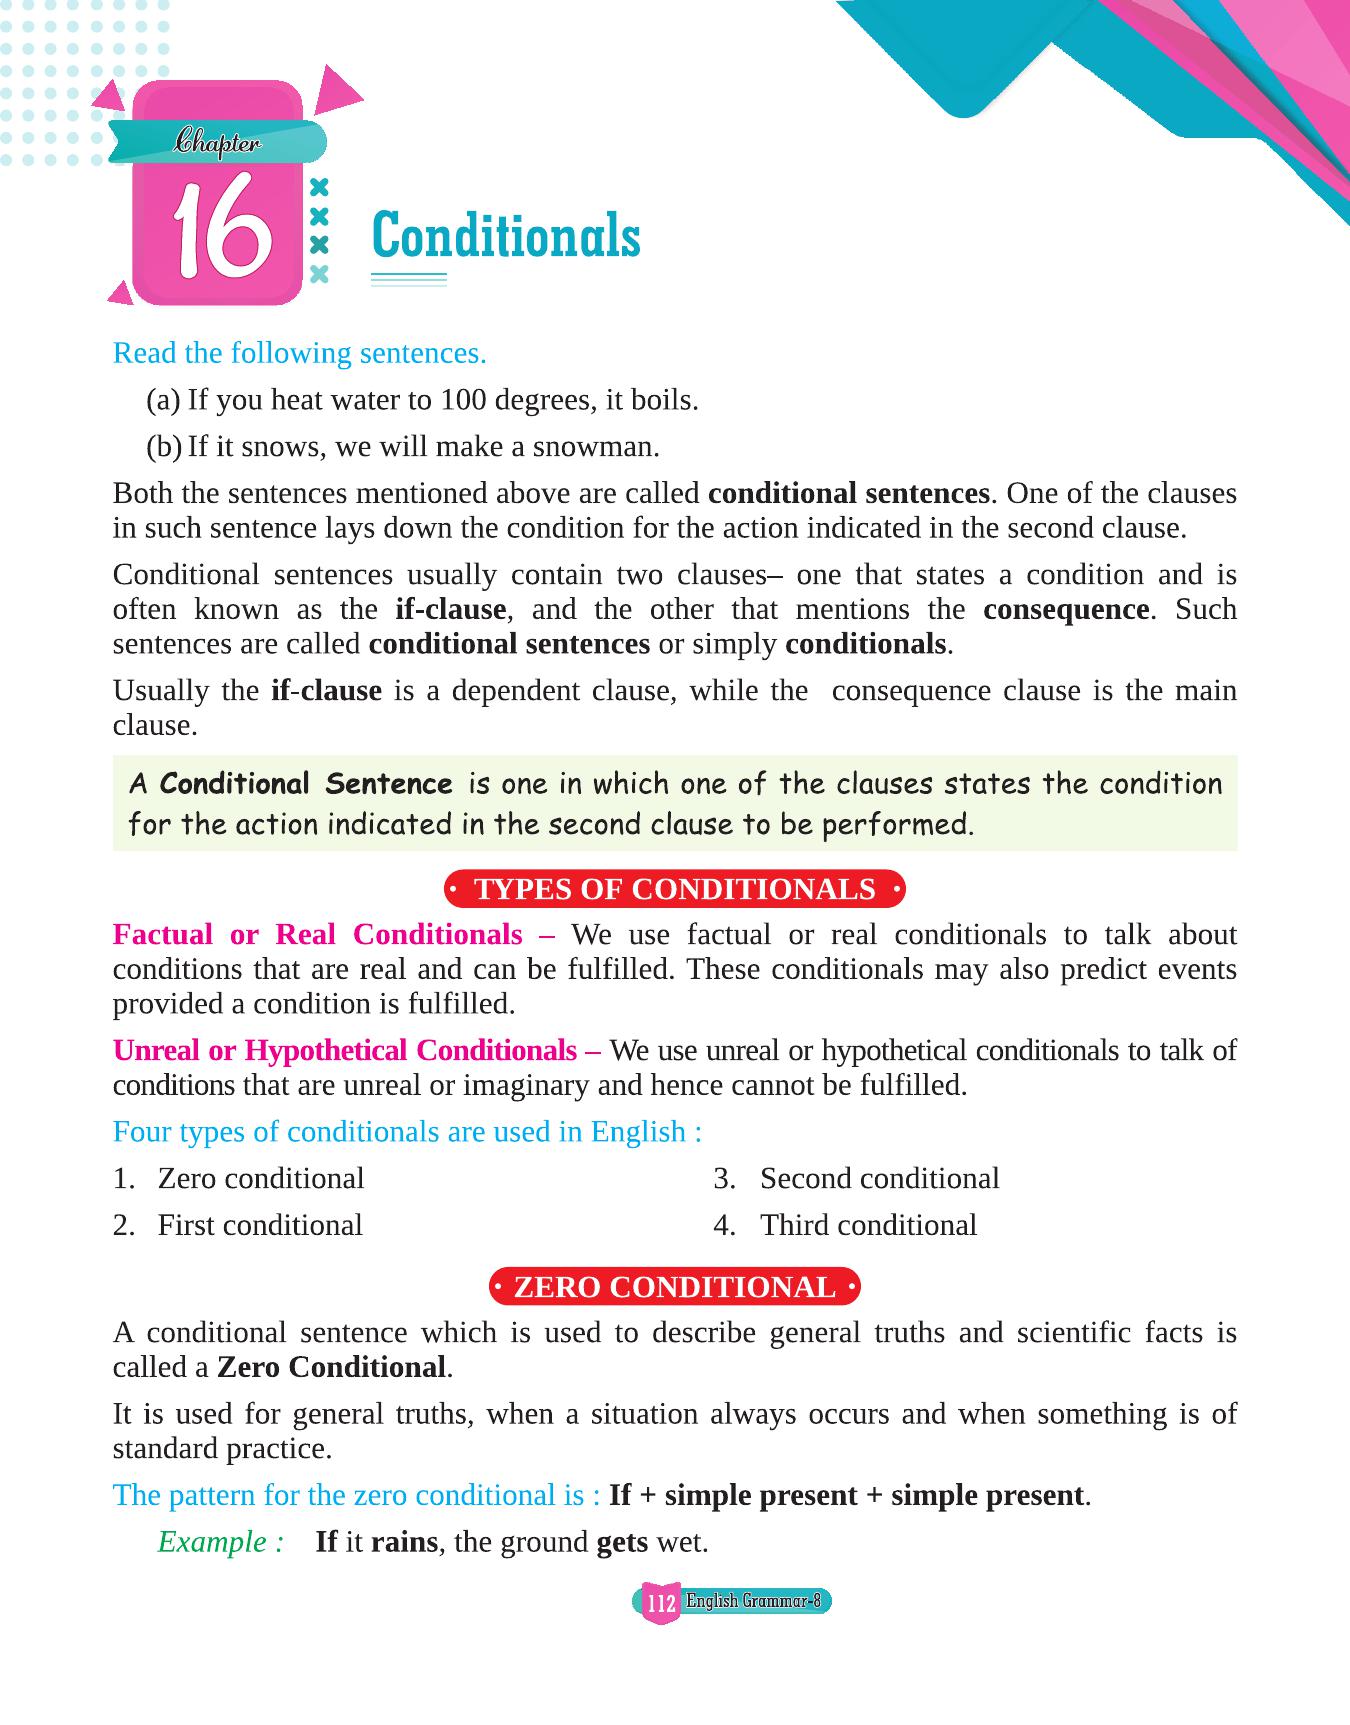 Chapter
16
Conditionals
Read the following sentences.
(a) If you heat water to 100 degrees, it boils.
(b) If it snows, we will make a snowman.
Both the sentences mentioned above are called conditional sentences. One of the clauses
in such sentence lays down the condition for the action indicated in the second clause.
Conditional sentences usually contain two clauses– one that states a condition and is
often known as the if-clause, and the other that mentions the consequence. Such
sentences are called conditional sentences or simply conditionals.
Usually the if-clause is a dependent clause, while the consequence clause is the main
clause.
A Conditional Sentence is one in which one of the clauses states the condition
for the action indicated in the second clause to be performed.
• TYPES OF CONDITIONALS •
Factual or Real Conditionals – We use factual or real conditionals to talk about
conditions that are real and can be fulfilled. These conditionals may also predict events
provided a condition is fulfilled.
Unreal or Hypothetical Conditionals – We use unreal or hypothetical conditionals to talk of
conditions that are unreal or imaginary and hence cannot be fulfilled.
Four types of conditionals are used in English :
1. Zero conditional
2. First conditional
3. Second conditional
4. Third conditional
• ZERO CONDITIONAL •
A conditional sentence which is used to describe general truths and scientific facts is
called a Zero Conditional.
It is used for general truths, when a situation always occurs and when something is of
standard practice.
The pattern for the zero conditional is : If + simple present + simple present.
Example : If it rains, the ground gets wet.
112 English Grammar-8